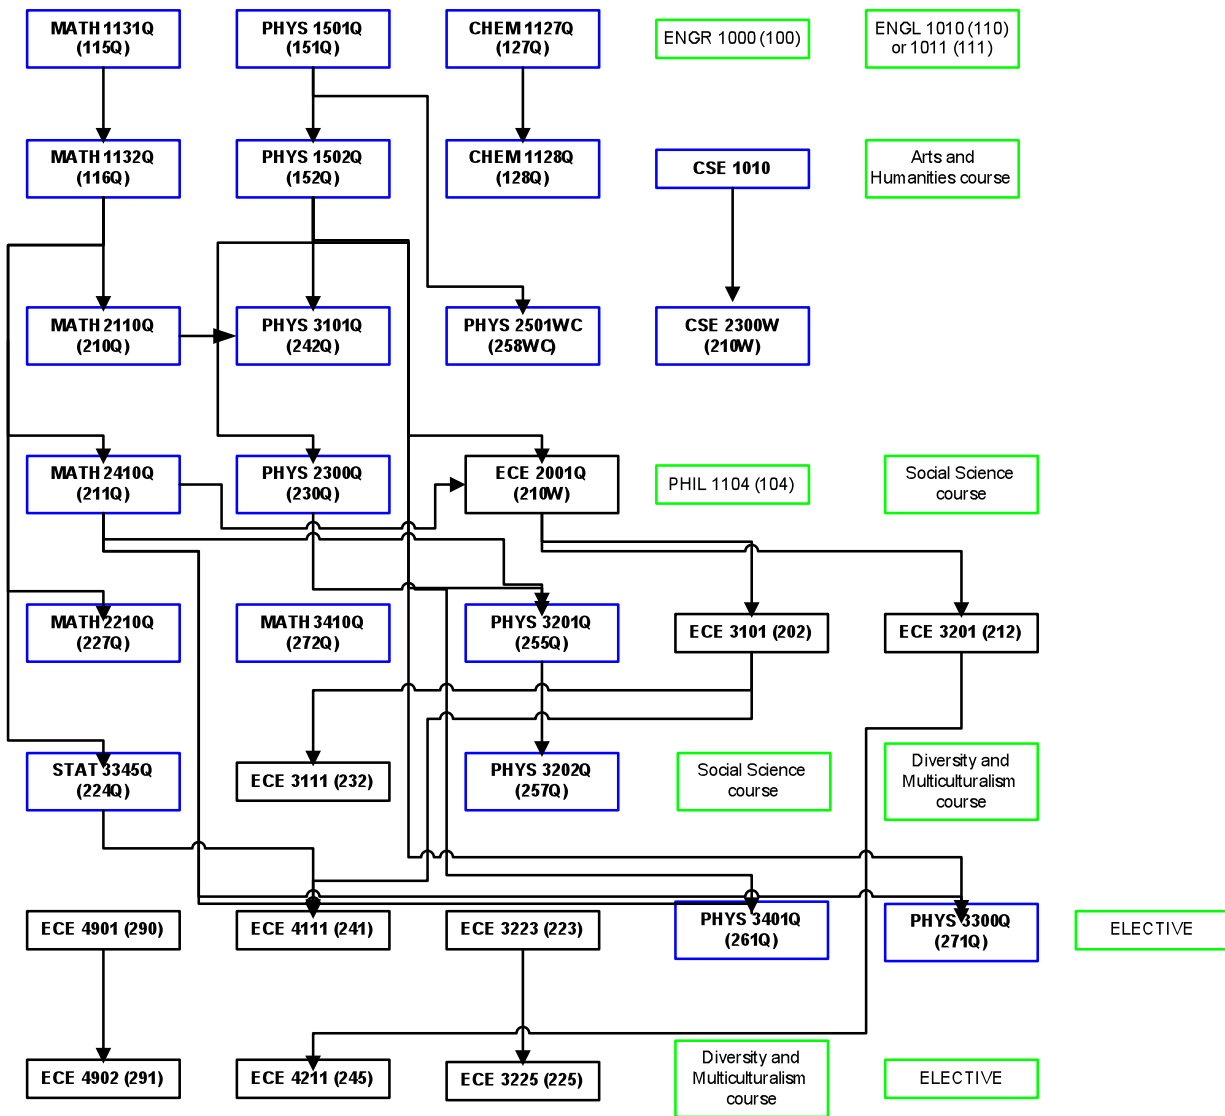 MATH 1131Q
(115Q)
PHYS 1501Q
(151Q)
CHEM 1127Q
(127Q)
ENGR 1000 (100)
ENGL 1010 (110)
or 1011 (111)
MATH 1132Q
(116Q)
PHYS 1502Q
(152Q)
CHEM 1128Q
(128Q)
CSE 1010
Arts and
Humanities course
MATH 2110Q
(210Q)
PHYS 3101Q
(242Q)
PHYS 2501WC
(258WC)
CSE 2300W
(210W)
MATH 2410Q
(211Q)
PHYS 2300Q
(230Q)
ECE 2001Q
(210W)
PHIL 1104 (104)
Social Science
course
MATH 2210Q
(227Q)
MATH 3410Q
(272Q)
PHYS 3201Q
(255Q)
ECE 3101 (202)
ECE 3201 (212)
STAT 3345Q
(224Q)
ECE 3111 (232)
PHYS 3202Q
(257Q)
Social Science
course
Diversity and
Multiculturalism
course
ECE 4901 (290)
ECE 4111 (241)
ECE 3223 (223)
PHYS 3401Q
(261Q)
PHYS 3300Q
(271Q)
ELECTIVE
ECE 4902 (291)
ECE 4211 (245)
ECE 3225 (225)
Diversity and
Multiculturalism
course
ELECTIVE